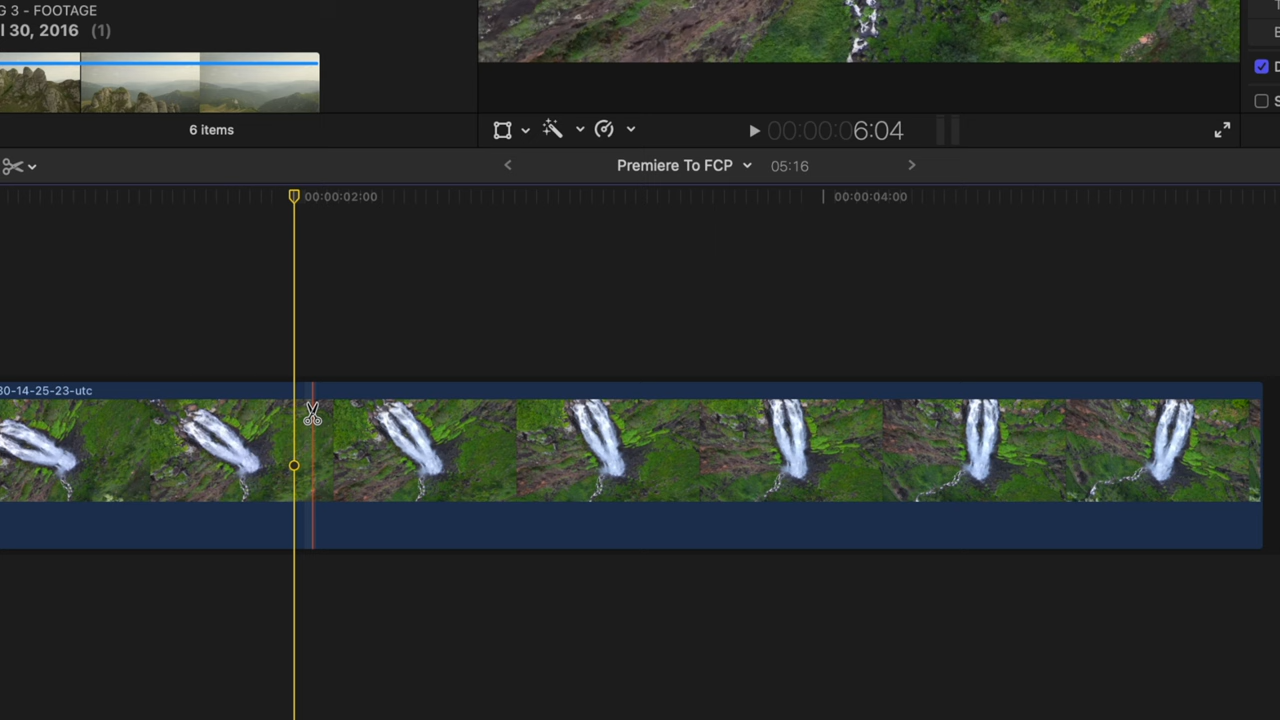 G 3 - FOOTAGE
l 30, 2016 (1)
6 items
00:00:06:04
Premiere To FCP 05:16
00:00:02:00 00:00:04:00
30-14-25-23-utc